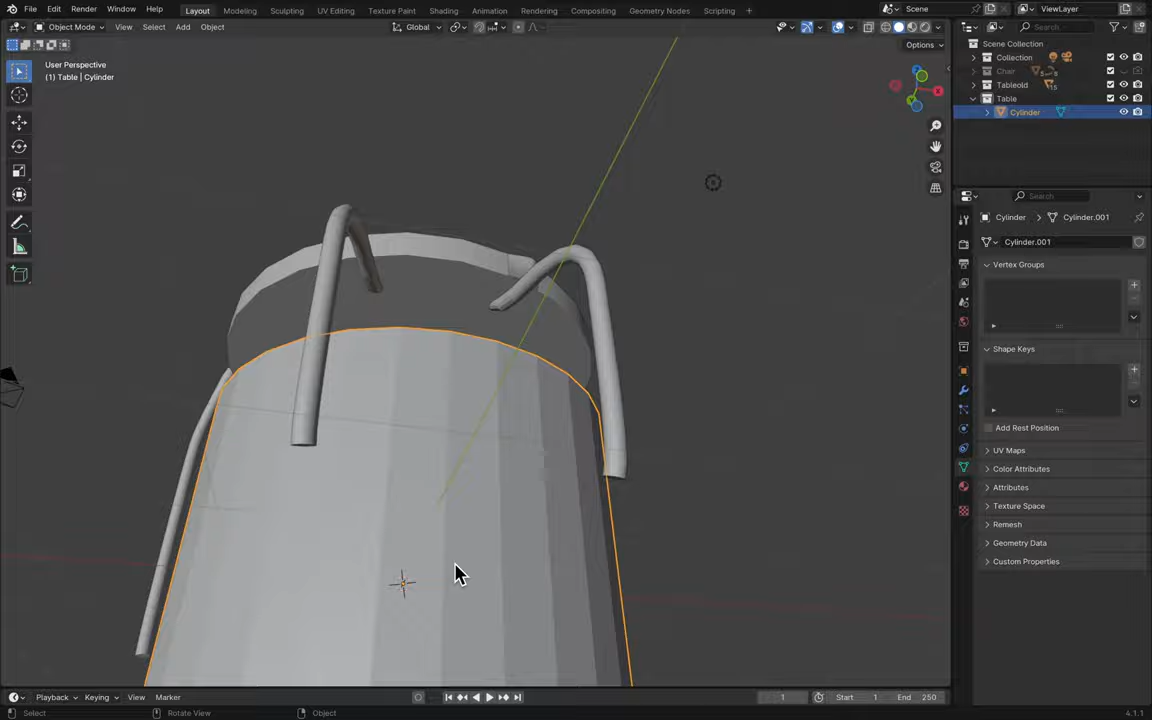 File Edit Render Window Help Layout Modeling Sculpting UV Editing Texture Paint Shading Animation Rendering Compositing Geometry Nodes Scripting + Scene ViewLayer
Object Mode View Select Add Object Global Search
Options
User Perspective
(1) Table | Cylinder
Scene Collection
Collection
Chair
Tableold 15
Table
Cylinder
Search
Cylinder Cylinder.001
Cylinder.001
Vertex Groups
Shape Keys
Add Rest Position
UV Maps
Color Attributes
Attributes
Texture Space
Remesh
Geometry Data
Custom Properties
Playback Keying View Marker 1 Start 1 End 250
Select Rotate View Object 4.1.1